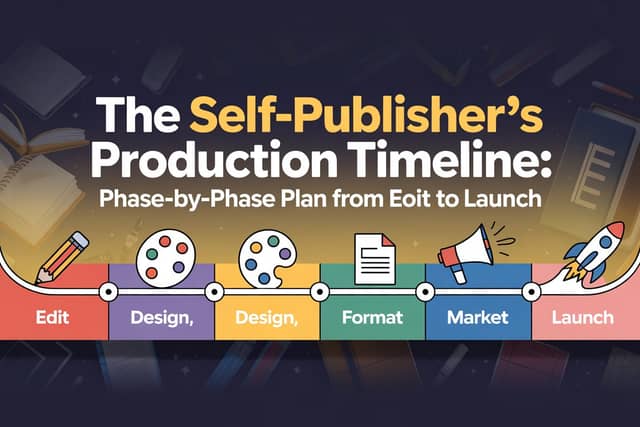 The Self-Publisher's
Production Timeline:
Phase-by-Phase Plan from Eoit to Launch
Edit
Design,
Design,
Format
Market
Launch